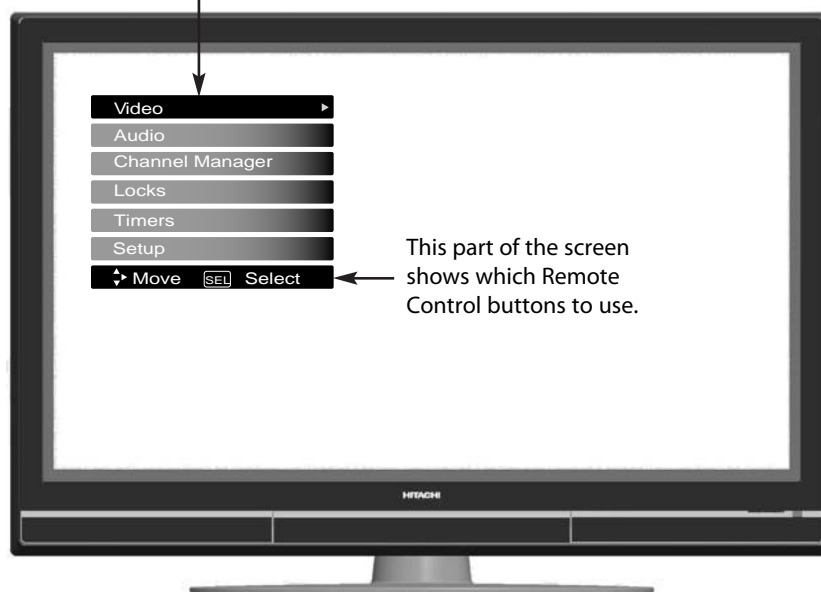 Video
Audio
Channel Manager
Locks
Timers
Setup
Move SEL Select
This part of the screen
shows which Remote
Control buttons to use.
HITACHI